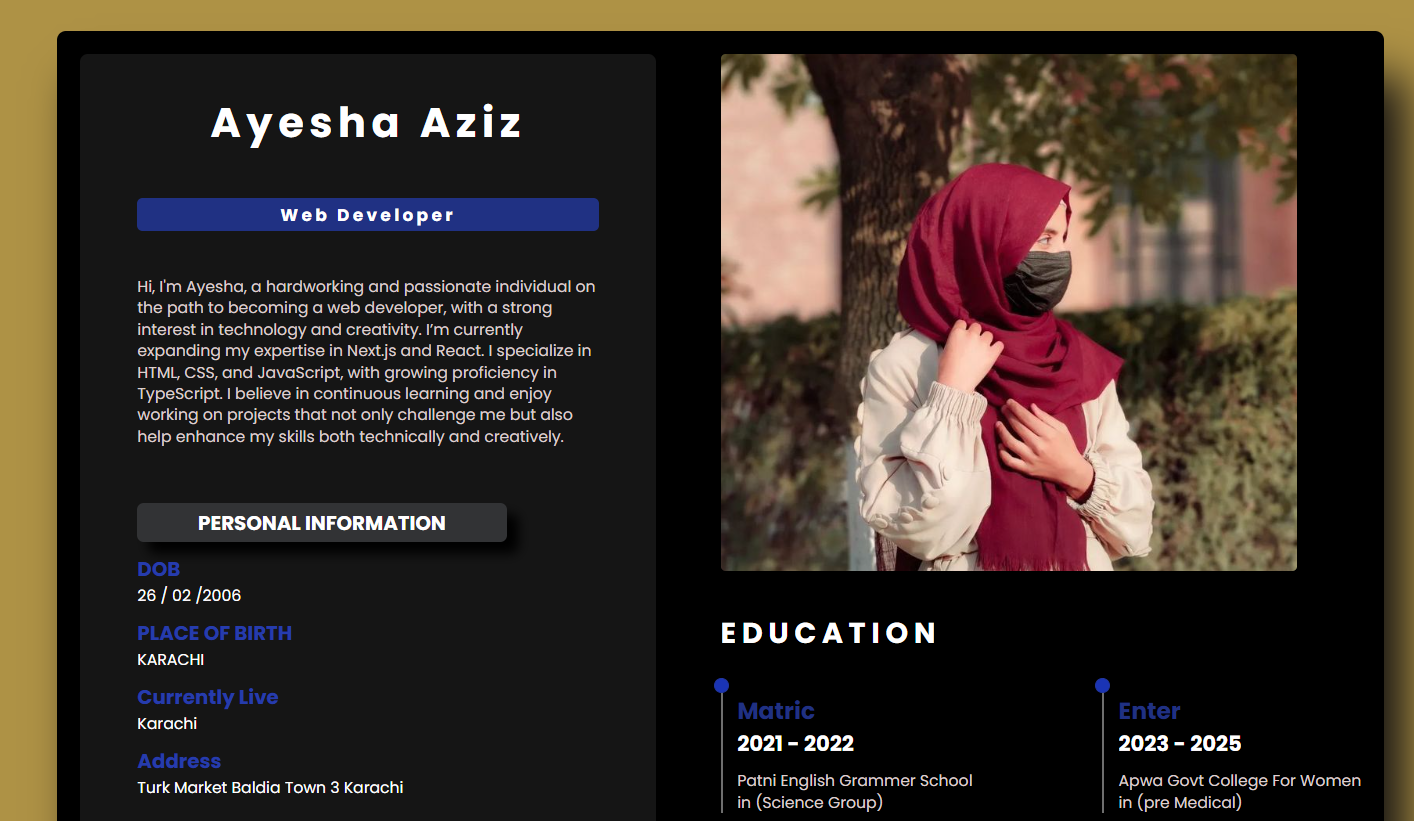 Ayesha Aziz
Web Developer
Hi, I'm Ayesha, a hardworking and passionate individual on
the path to becoming a web developer, with a strong
interest in technology and creativity. I’m currently
expanding my expertise in Next.js and React. I specialize in
HTML, CSS, and JavaScript, with growing proficiency in
TypeScript. I believe in continuous learning and enjoy
working on projects that not only challenge me but also
help enhance my skills both technically and creatively.
PERSONAL INFORMATION
DOB
26 / 02 /2006
PLACE OF BIRTH
KARACHI
Currently Live
Karachi
Address
Turk Market Baldia Town 3 Karachi
EDUCATION
Matric
2021 - 2022
Patni English Grammer School
in (Science Group)
Enter
2023 - 2025
Apwa Govt College For Women
in (pre Medical)